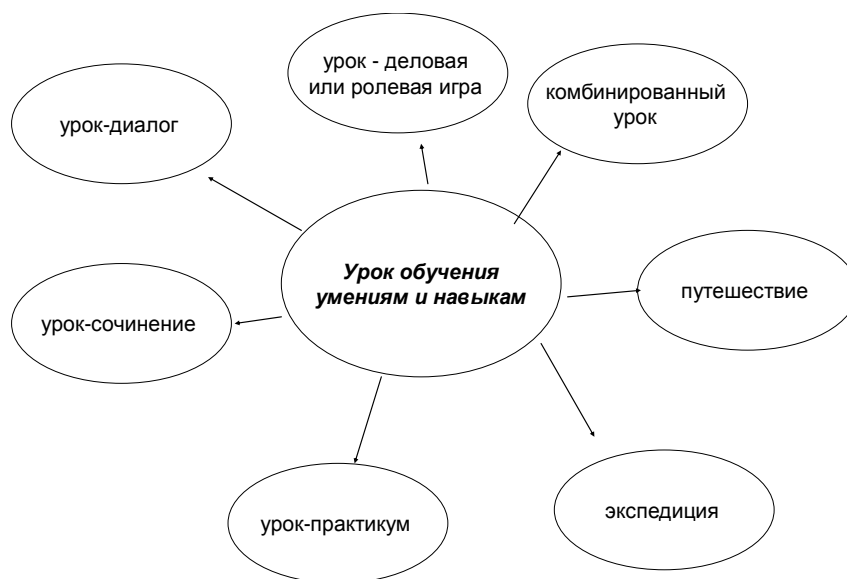 урок - деловая
или ролевая игра
комбинированный
урок
урок-диалог
Урок обучения
умениям и навыкам
путешествие
урок-сочинение
урок-практикум
экспедиция